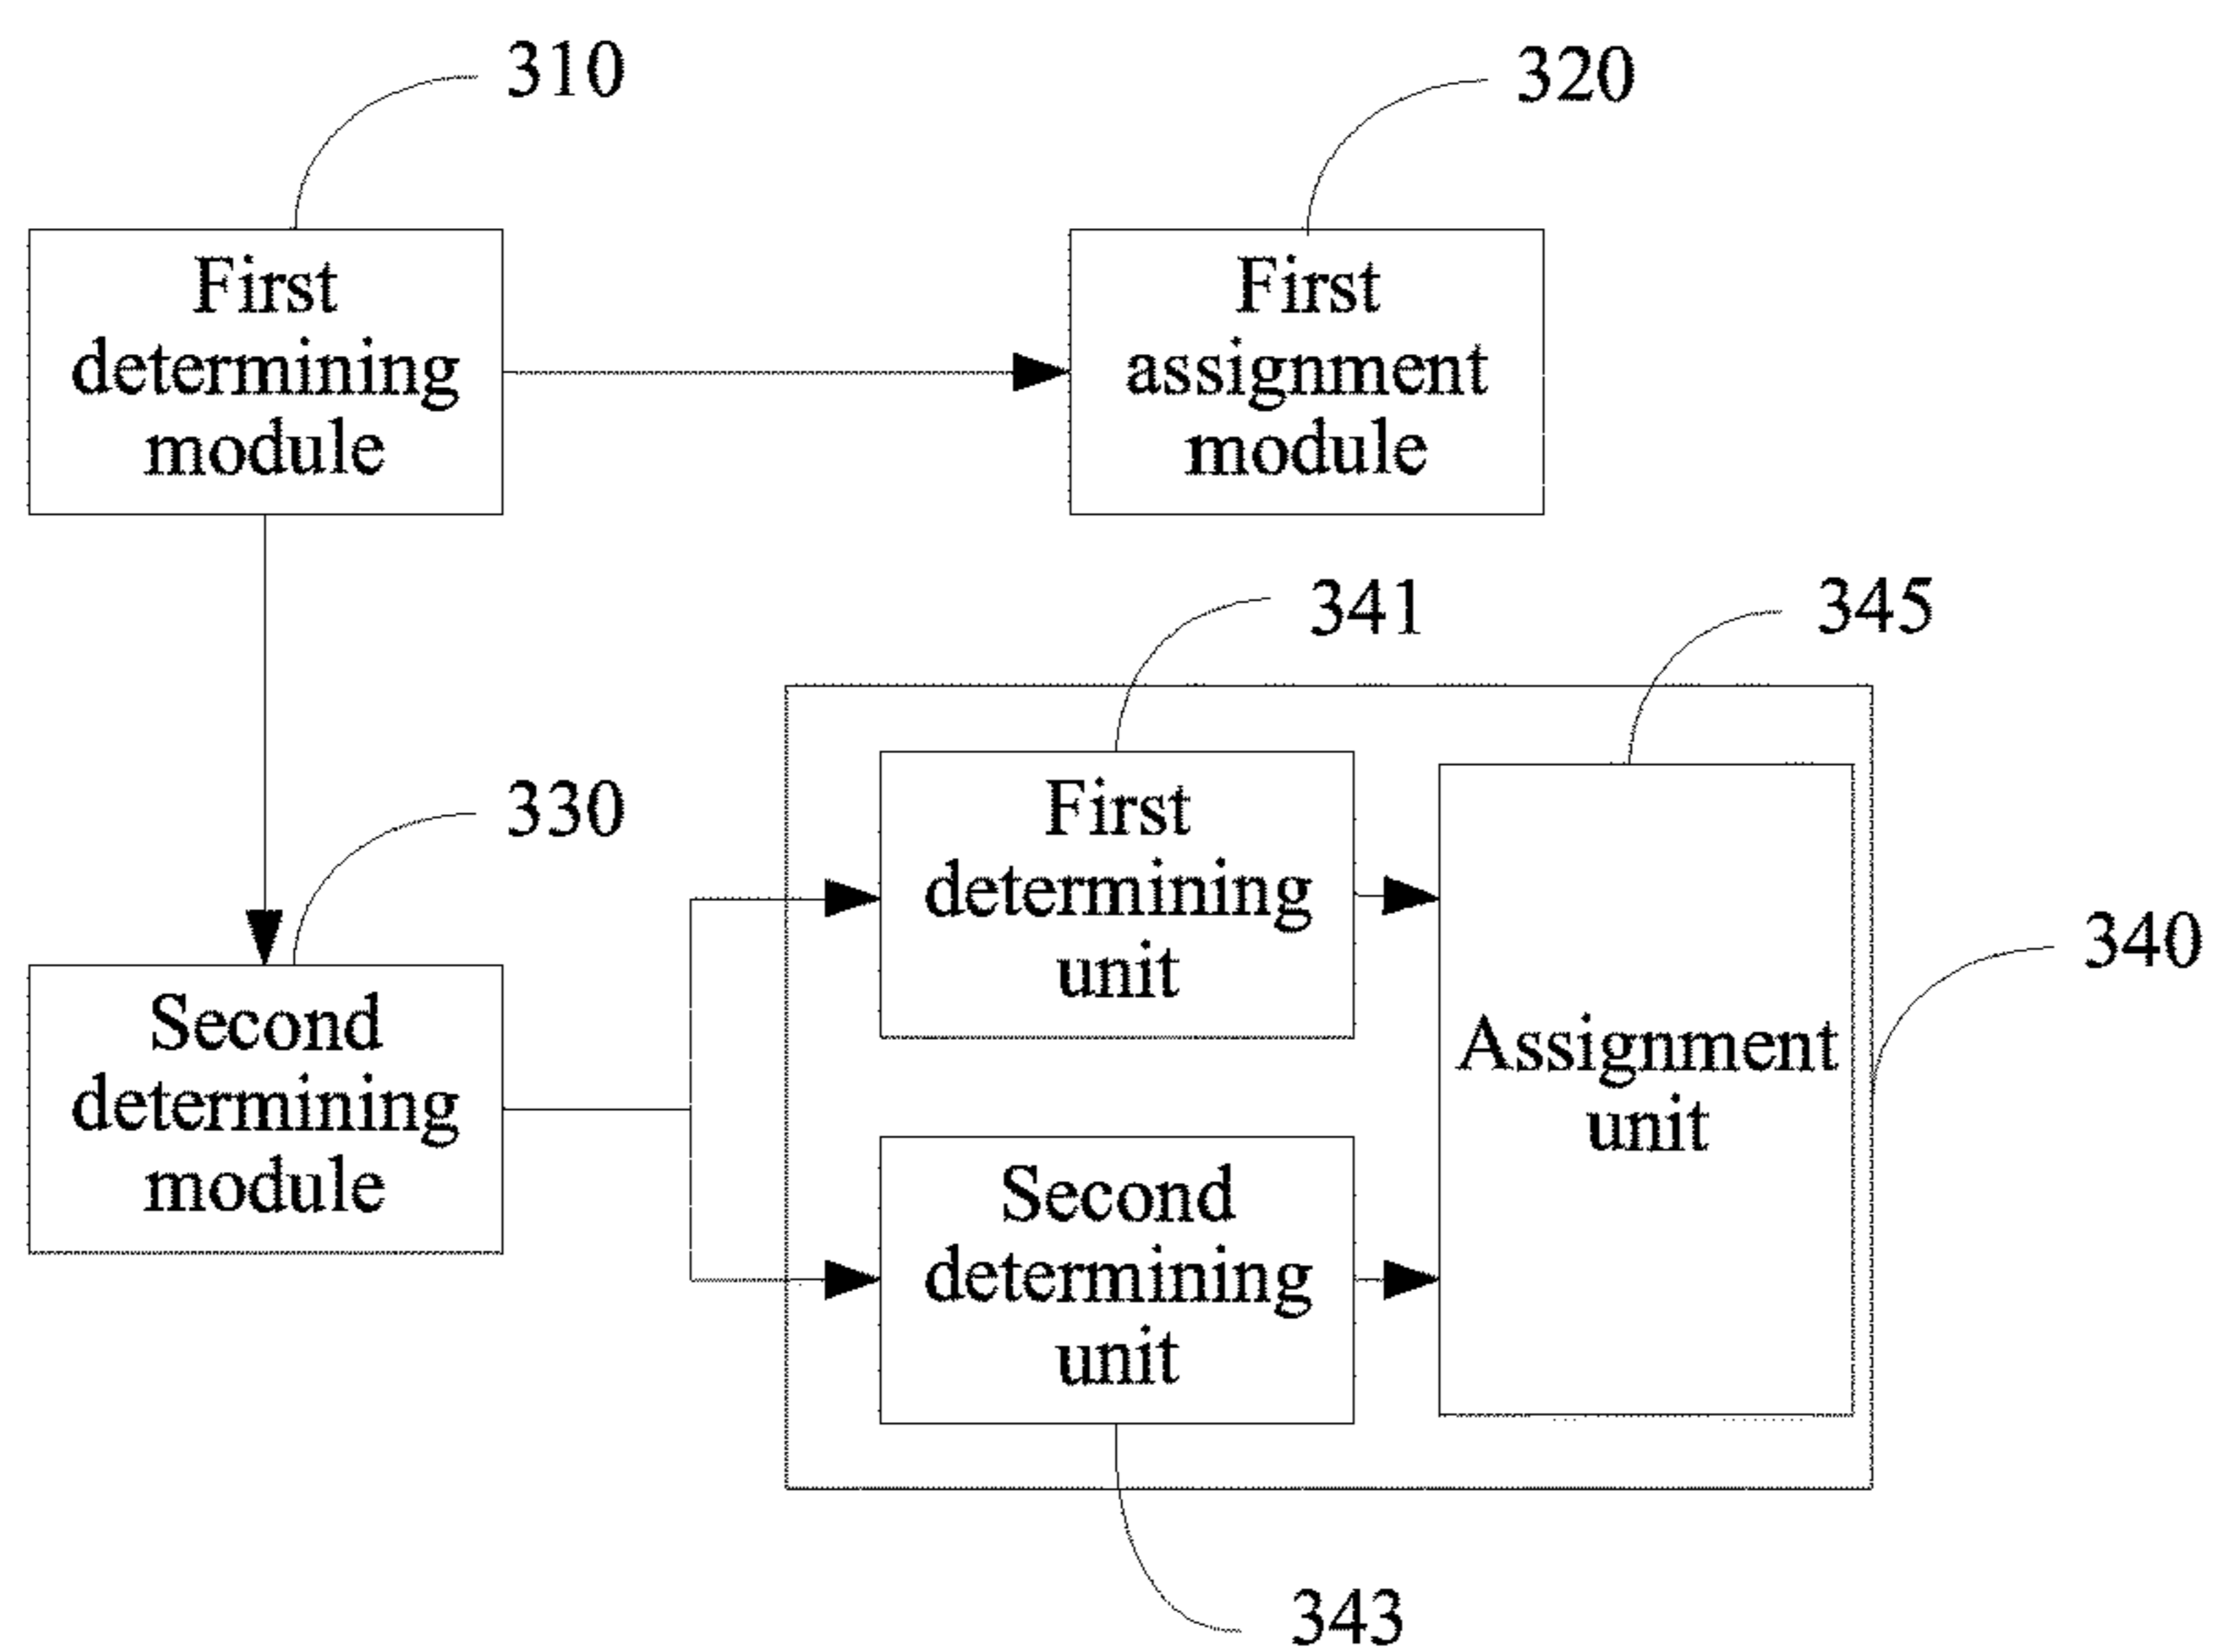 310
320
First
determining
module
First
assignment
module
341
345
330
First
determining
unit
340
Second
determining
module
Assignment
unit
Second
determining
unit
343